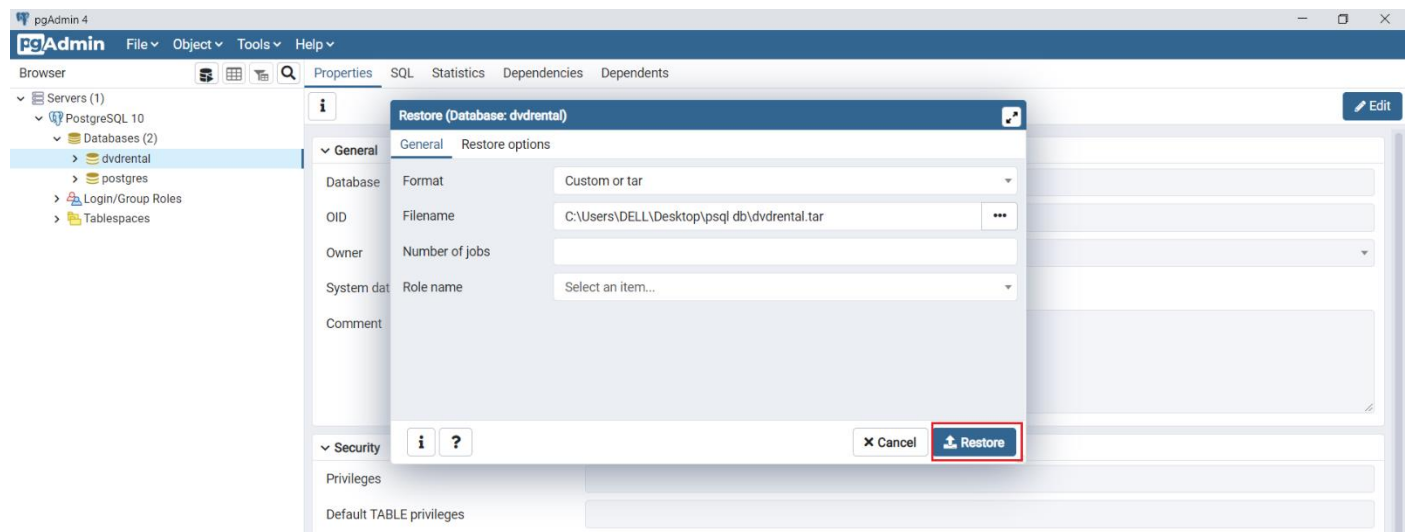 pgAdmin 4
pgAdmin File Object Tools Help
Browser Properties SQL Statistics Dependencies Dependents
Servers (1)
PostgreSQL 10
Databases (2)
dvdrental
postgres
Login/Group Roles
Tablespaces
i
Edit
General
Database
OID
Owner
System dat
Comment
Security
Privileges
Default TABLE privileges
Restore (Database: dvdrental)
General Restore options
Format Custom or tar
Filename C:\Users\DELL\Desktop\psql db\dvdrental.tar
Number of jobs
Role name Select an item...
i ? Cancel Restore